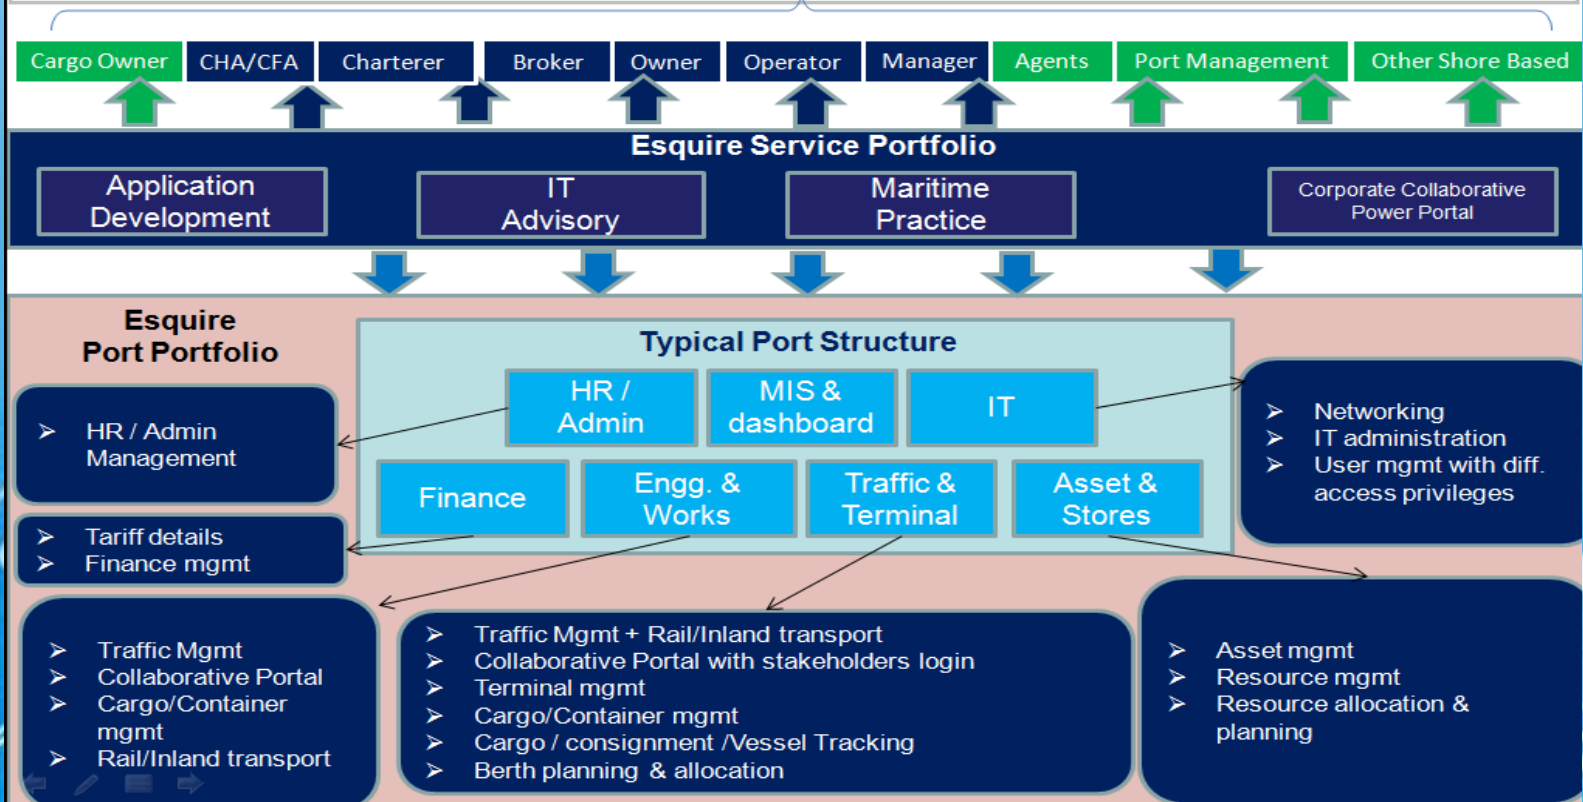 Cargo Owner
CHA/CFA
Charterer
Broker
Owner
Operator
Manager
Agents
Port Management
Other Shore Based
Esquire Service Portfolio
Application
Development
IT
Advisory
Maritime
Practice
Corporate Collaborative
Power Portal
Esquire
Port Portfolio
Typical Port Structure
HR /
Admin
MIS &
dashboard
IT
Finance
Engg. &
Works
Traffic &
Terminal
Asset &
Stores
➢ HR / Admin
Management
➢ Tariff details
➢ Finance mgmt
➢ Networking
➢ IT administration
➢ User mgmt with diff.
access privileges
➢ Traffic Mgmt
➢ Collaborative Portal
➢ Cargo/Container
mgmt
➢ Rail/Inland transport
➢ Traffic Mgmt + Rail/Inland transport
➢ Collaborative Portal with stakeholders login
➢ Terminal mgmt
➢ Cargo/Container mgmt
➢ Cargo / consignment /Vessel Tracking
➢ Berth planning & allocation
➢ Asset mgmt
➢ Resource mgmt
➢ Resource allocation &
planning